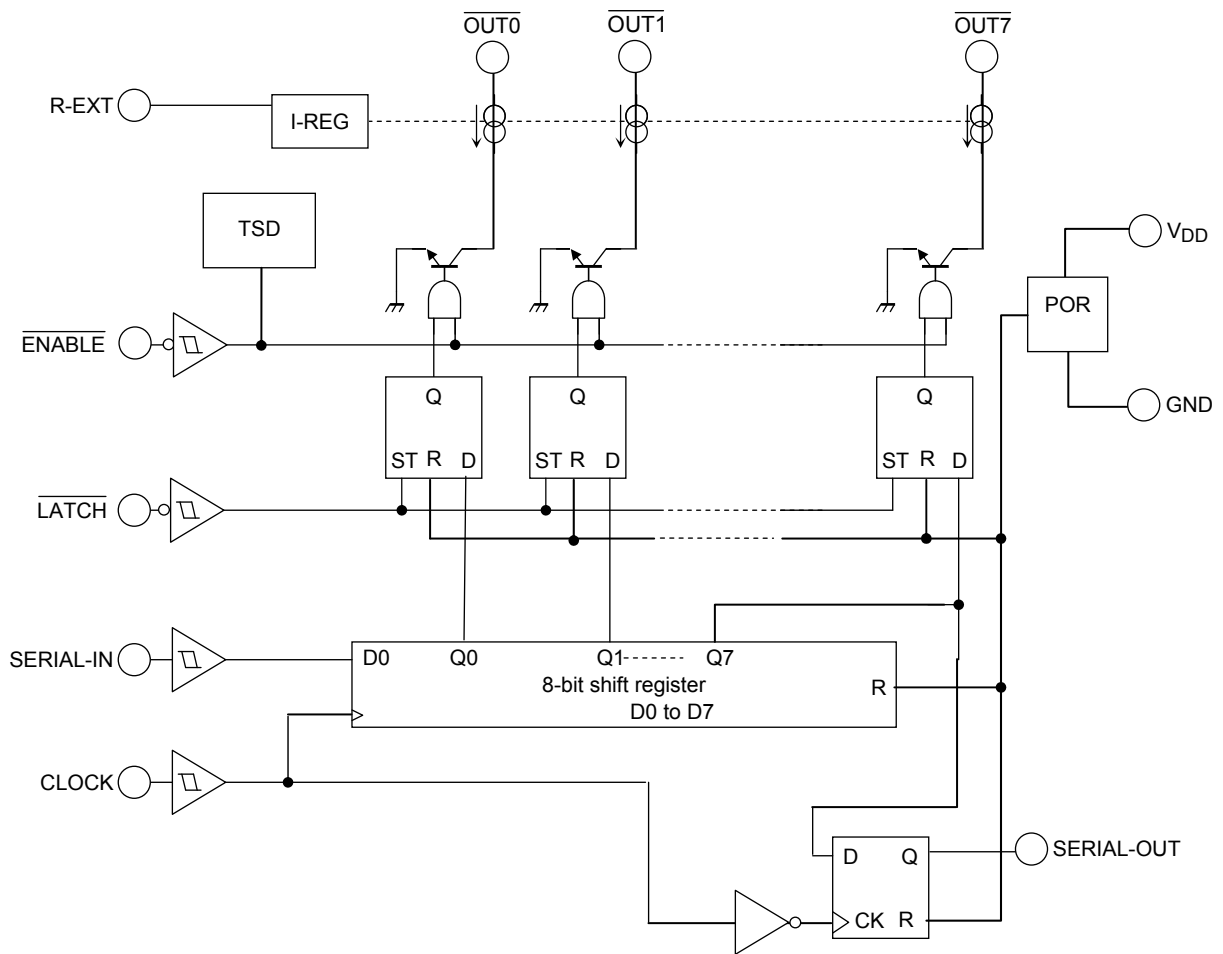 OUT0 OUT1 OUT7
R-EXT
I-REG
TSD
VDD
POR
ENABLE
GND
Q Q Q
ST R D ST R D ST R D
LATCH
SERIAL-IN
D0 Q0 Q1 Q7
8-bit shift register
R
D0 to D7
CLOCK
D Q
SERIAL-OUT
CK R